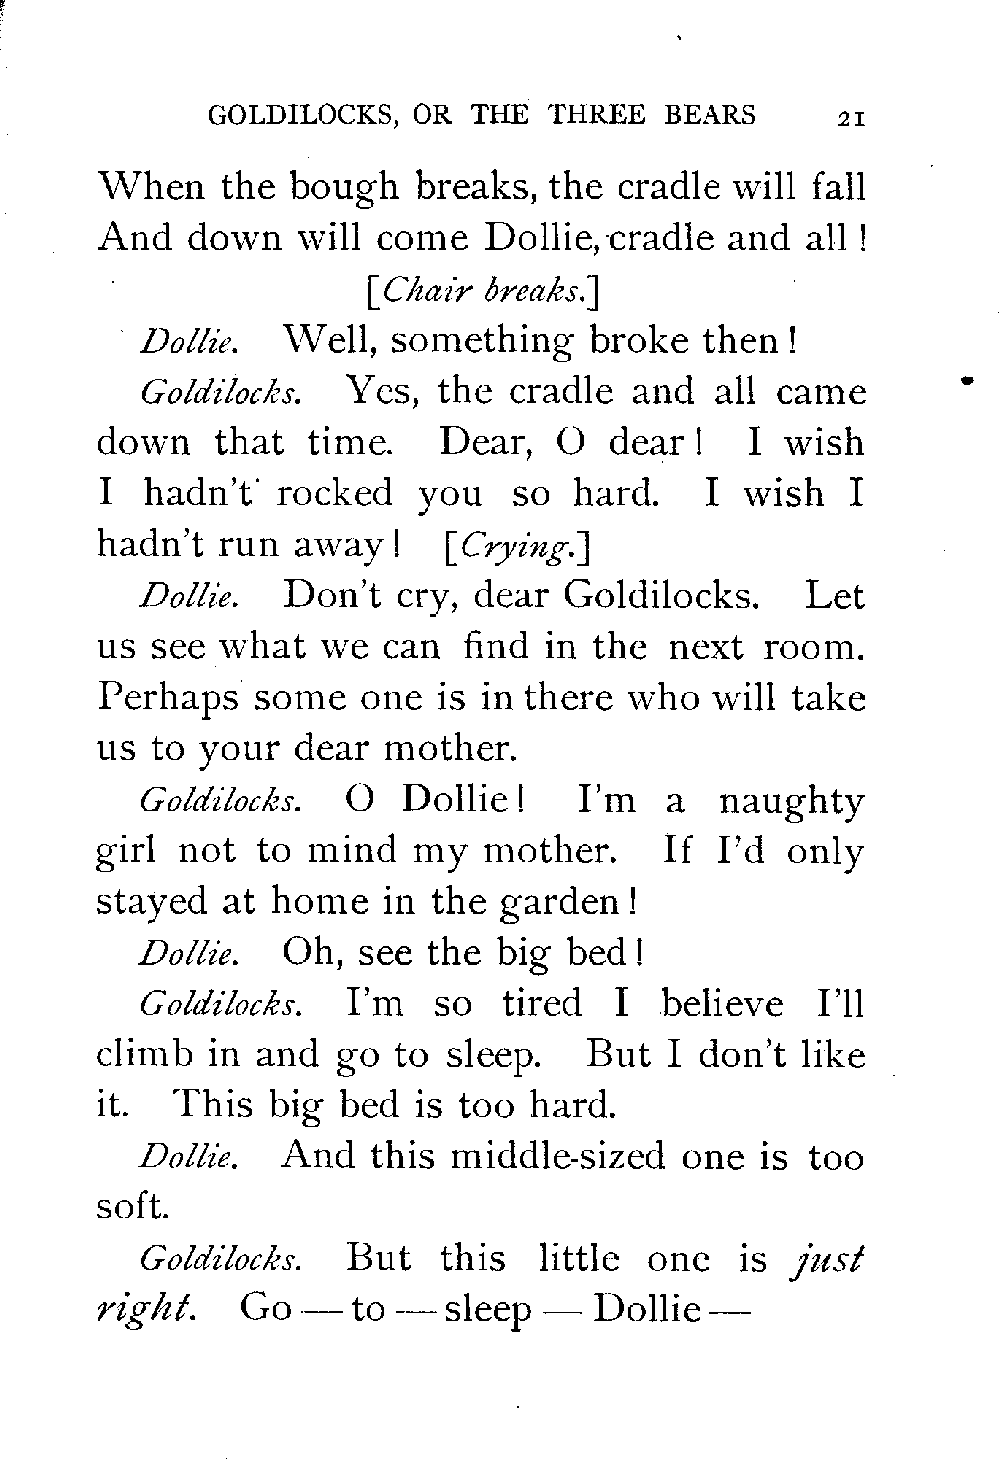 GOLDILOCKS, OR THE THREE BEARS 21
When the bough breaks, the cradle will fall
And down will come Dollie, cradle and all!
[Chair breaks.]
Dollie. Well, something broke then!
Goldilocks. Yes, the cradle and all came
down that time. Dear, O dear! I wish
I hadn't rocked you so hard. I wish I
hadn't run away! [Crying.]
Dollie. Don't cry, dear Goldilocks. Let
us see what we can find in the next room.
Perhaps some one is in there who will take
us to your dear mother.
Goldilocks. O Dollie! I'm a naughty
girl not to mind my mother. If I'd only
stayed at home in the garden!
Dollie. Oh, see the big bed!
Goldilocks. I'm so tired I believe I'll
climb in and go to sleep. But I don't like
it. This big bed is too hard.
Dollie. And this middle-sized one is too
soft.
Goldilocks. But this little one is just
right. Go — to — sleep — Dollie —